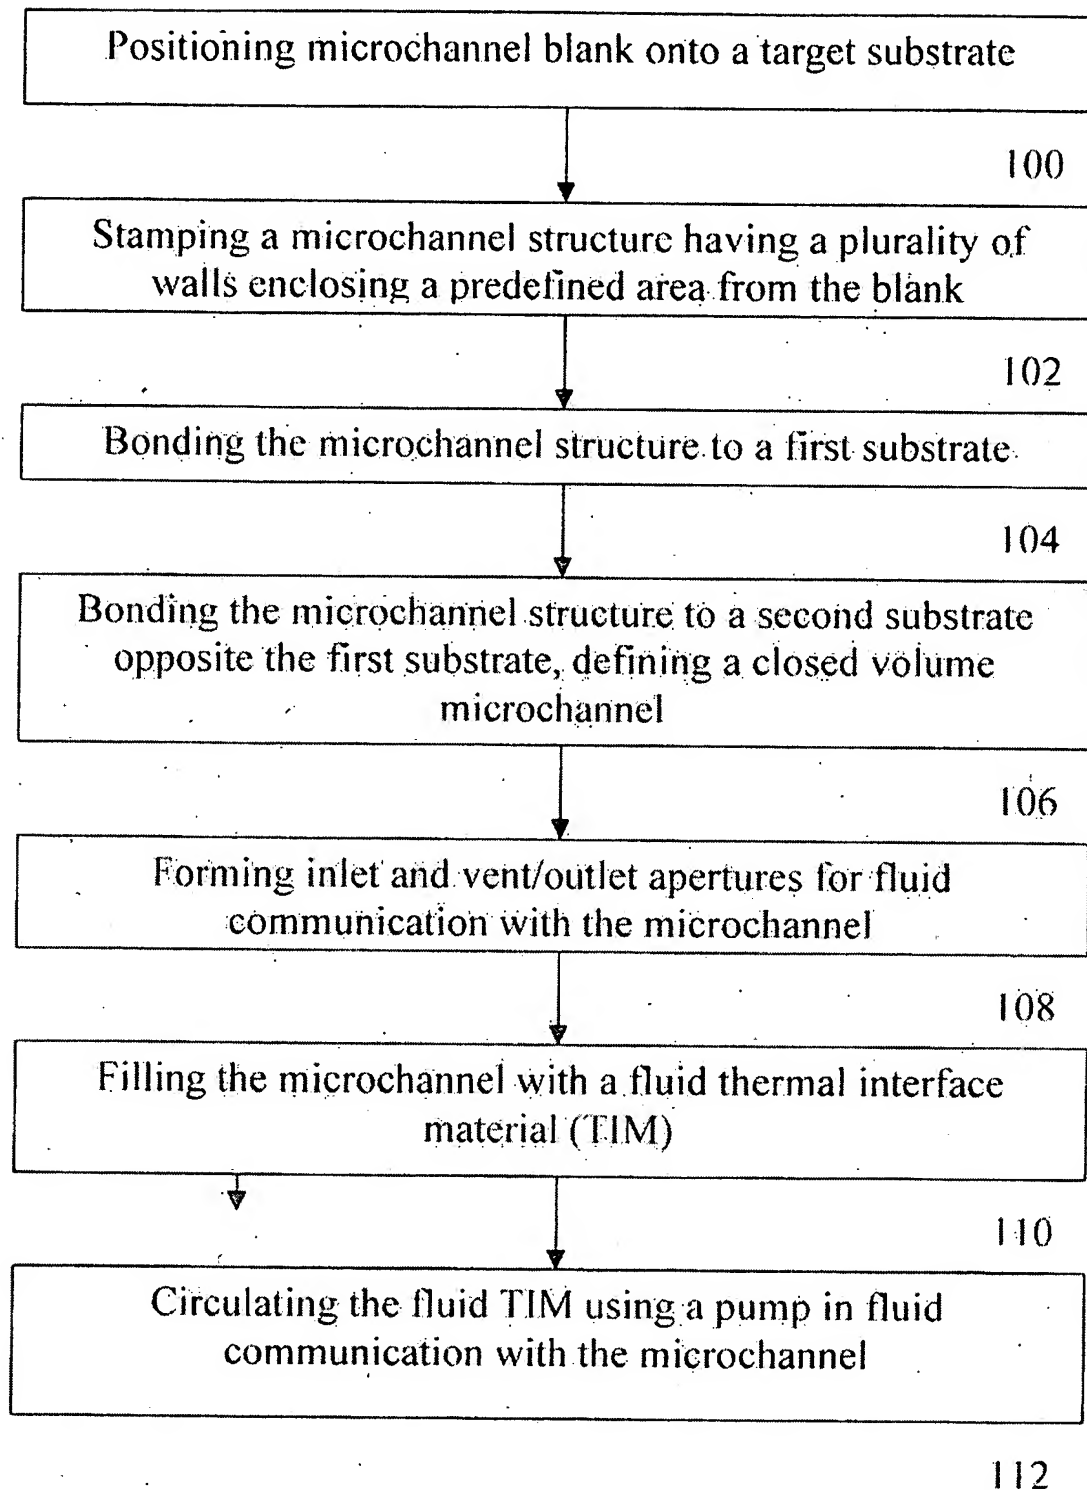 Positioning microchannel blank onto a target substrate
100
Stamping a microchannel structure having a plurality of
walls enclosing a predefined area from the blank
102
Bonding the microchannel structure to a first substrate
104
Bonding the microchannel structure to a second substrate
opposite the first substrate, defining a closed volume
microchannel
106
Forming inlet and vent/outlet apertures for fluid
communication with the microchannel
108
Filling the microchannel with a fluid thermal interface
material (TIM)
110
Circulating the fluid TIM using a pump in fluid
communication with the microchannel
112